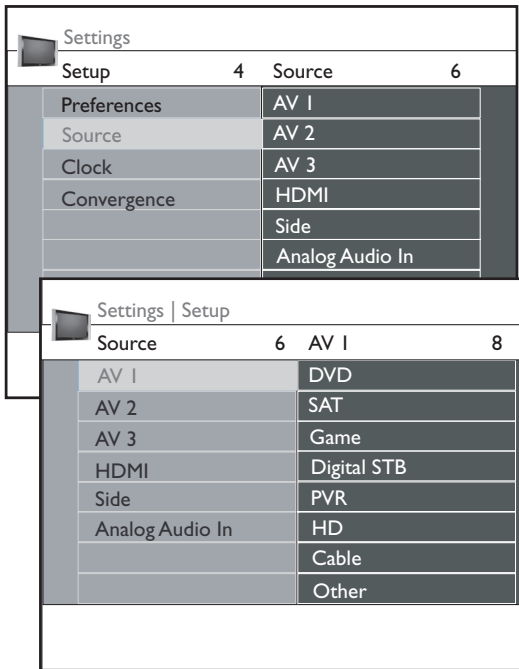 Settings
Setup 4 Source 6
Preferences AV 1
Source AV 2
Clock AV 3
Convergence HDMI
Side
Analog Audio In
Settings | Setup
Source 6 AV 1 8
AV 1 DVD
AV 2 SAT
AV 3 Game
HDMI Digital STB
Side PVR
Analog Audio In HD
Cable
Other